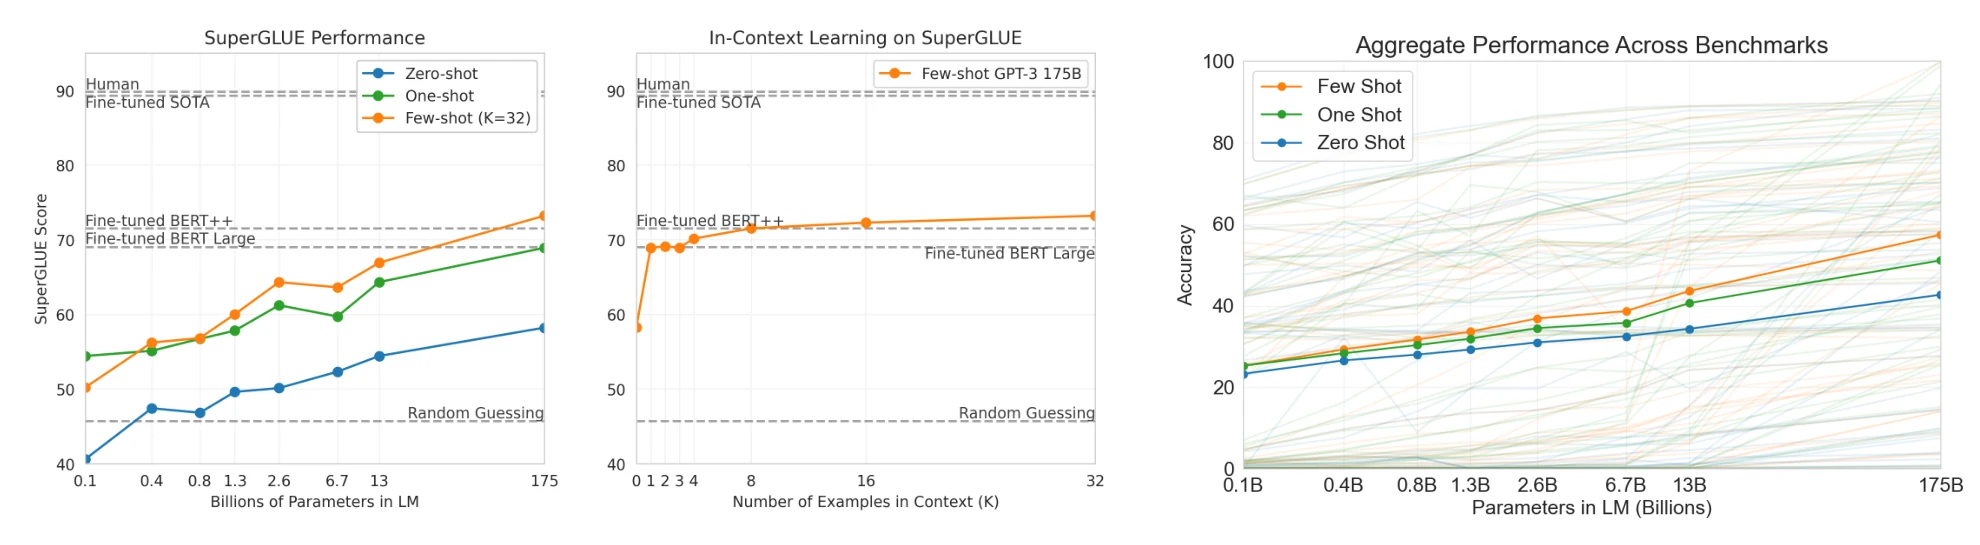 SuperGLUE Performance
Human
Fine-tuned SOTA
Fine-tuned BERT++
Fine-tuned BERT Large
Random Guessing
Zero-shot
One-shot
Few-shot (K=32)
SuperGLUE Score
90
80
70
60
50
40
0.1 0.4 0.8 1.3 2.6 6.7 13 175
Billions of Parameters in LM
In-Context Learning on SuperGLUE
Human
Fine-tuned SOTA
Few-shot GPT-3 175B
Fine-tuned BERT++
Fine-tuned BERT Large
Random Guessing
90
80
70
60
50
40
0 1 2 3 4 8 16 32
Number of Examples in Context (K)
Aggregate Performance Across Benchmarks
Few Shot
One Shot
Zero Shot
Accuracy
100
80
60
40
20
0
0.1B 0.4B 0.8B 1.3B 2.6B 6.7B 13B 175B
Parameters in LM (Billions)